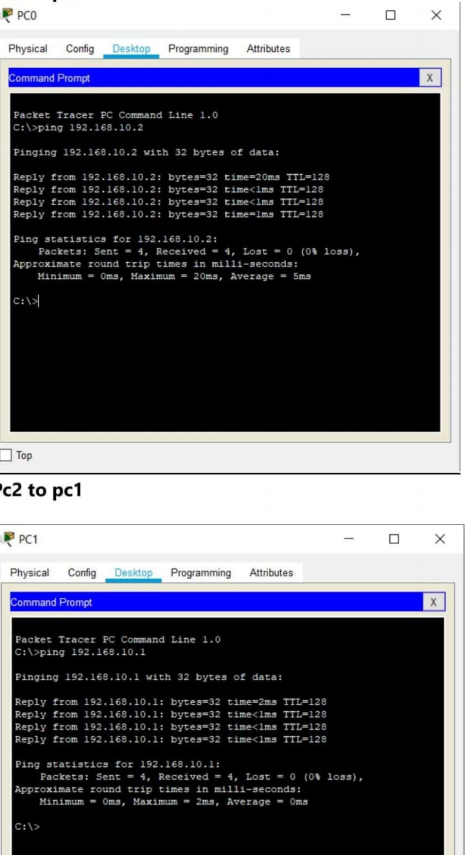 PC0
Physical Config Desktop Programming Attributes
Command Prompt X
Packet Tracer PC Command Line 1.0
C:\>ping 192.168.10.2
Pinging 192.168.10.2 with 32 bytes of data:
Reply from 192.168.10.2: bytes=32 time=20ms TTL=128
Reply from 192.168.10.2: bytes=32 time<1ms TTL=128
Reply from 192.168.10.2: bytes=32 time<1ms TTL=128
Reply from 192.168.10.2: bytes=32 time=1ms TTL=128
Ping statistics for 192.168.10.2:
Packets: Sent = 4, Received = 4, Lost = 0 (0% loss),
Approximate round trip times in milli-seconds:
Minimum = 0ms, Maximum = 20ms, Average = 5ms
C:\>
Top
Pc2 to pc1
PC1
Physical Config Desktop Programming Attributes
Command Prompt X
Packet Tracer PC Command Line 1.0
C:\>ping 192.168.10.1
Pinging 192.168.10.1 with 32 bytes of data:
Reply from 192.168.10.1: bytes=32 time=2ms TTL=128
Reply from 192.168.10.1: bytes=32 time<1ms TTL=128
Reply from 192.168.10.1: bytes=32 time<1ms TTL=128
Reply from 192.168.10.1: bytes=32 time<1ms TTL=128
Ping statistics for 192.168.10.1:
Packets: Sent = 4, Received = 4, Lost = 0 (0% loss),
Approximate round trip times in milli-seconds:
Minimum = 0ms, Maximum = 2ms, Average = 0ms
C:\>